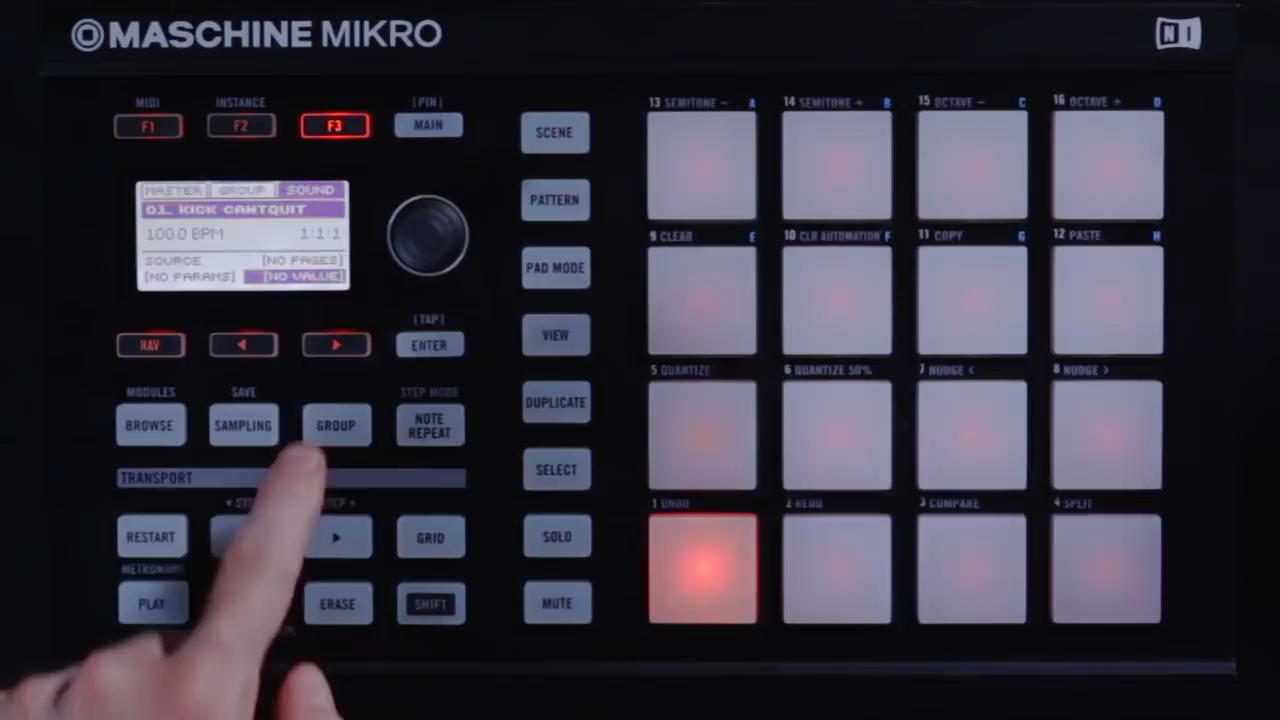 MASCHINE MIKRO
NI
MIDI
INSTANCE
[PIN]
F1
F2
F3
MAIN
MASTER GROUP SOUND
01. KICK CANTQUIT
100.0 BPM 1:1:1
SOURCE [NO PAGES]
[NO PARAMS] [NO VALUE]
[TAP]
NAV
ENTER
MODULES
SAVE
STEP MODE
BROWSE
SAMPLING
GROUP
NOTE
REPEAT
TRANSPORT
RESTART
GRID
METRONOME
PLAY
ERASE
SHIFT
SCENE
PATTERN
PAD MODE
VIEW
DUPLICATE
SELECT
SOLO
MUTE
13 SEMITONE - A
14 SEMITONE + B
15 OCTAVE - C
16 OCTAVE + D
9 CLEAR E
10 CLR AUTOMATION F
11 COPY G
12 PASTE H
5 QUANTIZE
6 QUANTIZE 50%
7 NUDGE <
8 NUDGE >
1 UNDO
2 REDO
3 COMPARE
4 SPLIT